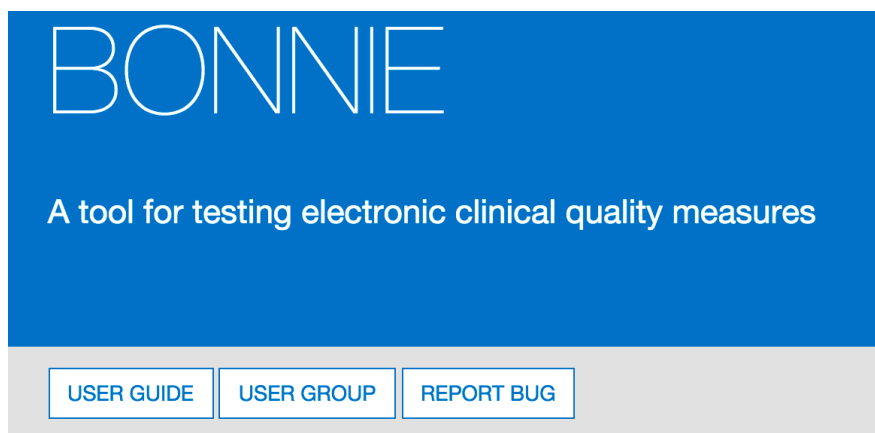 BONNIE
A tool for testing electronic clinical quality measures
USER GUIDE USER GROUP REPORT BUG